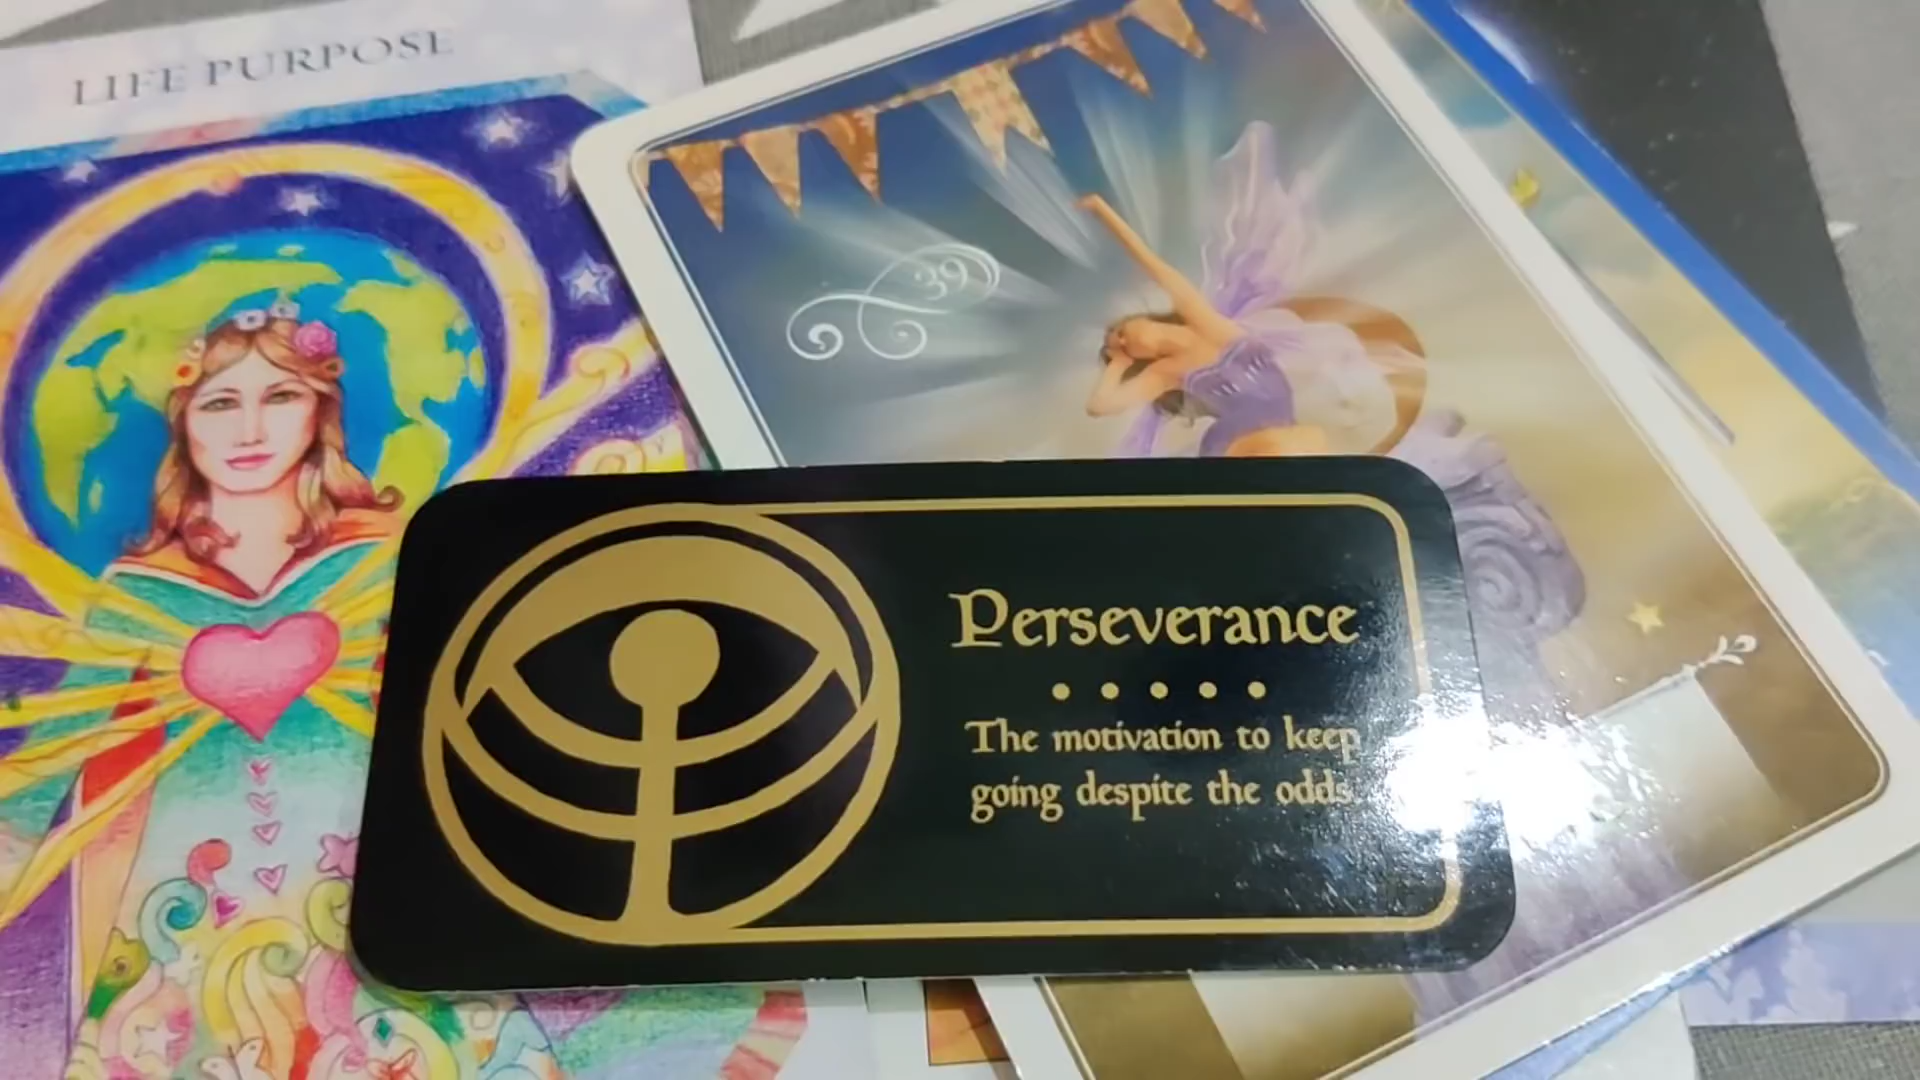 LIFE PURPOSE
39
Perseverance
The motivation to keep
going despite the odds.